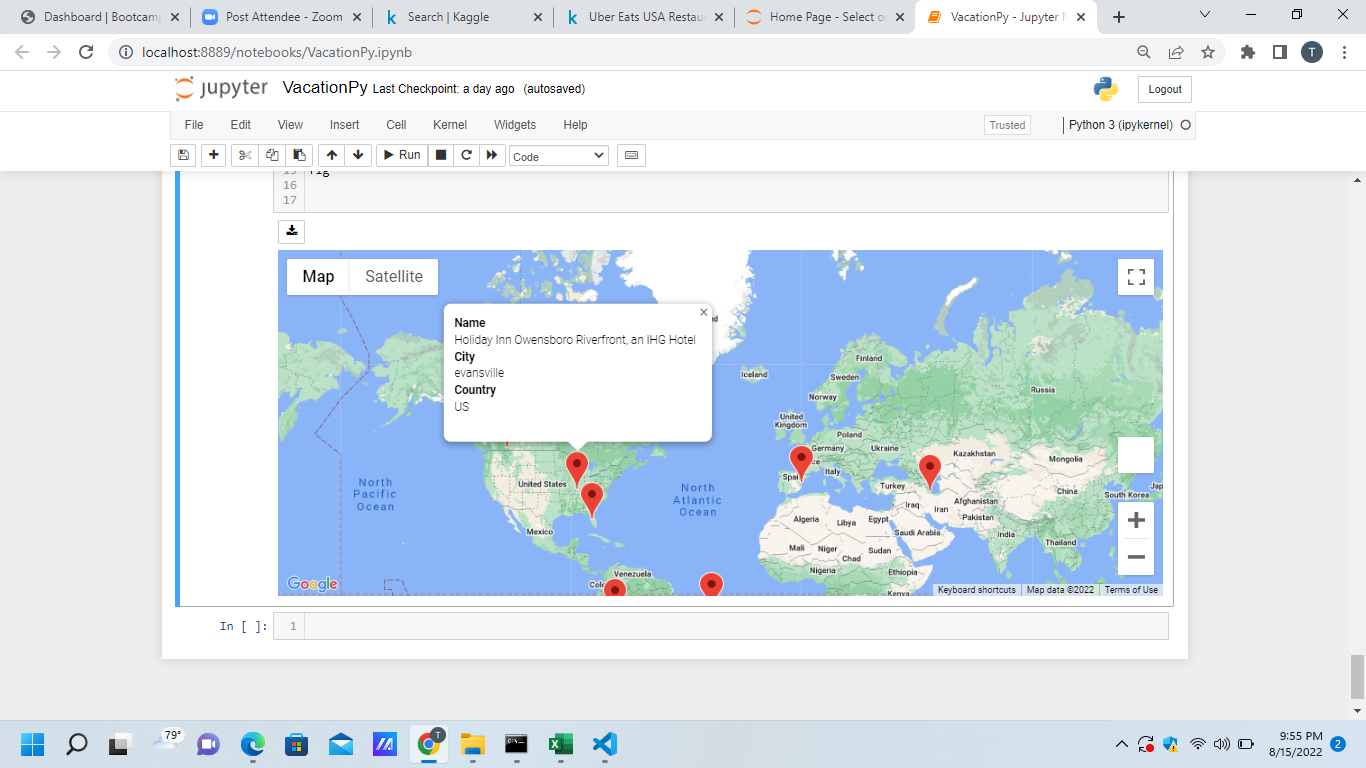 Dashboard | Bootcamp
Post Attendee - Zoom
Search | Kaggle
Uber Eats USA Restau
Home Page - Select o
VacationPy - Jupyter N
localhost:8889/notebooks/VacationPy.ipynb
T
jupyter VacationPy Last Checkpoint: a day ago (autosaved)
Logout
File Edit View Insert Cell Kernel Widgets Help
Trusted
Python 3 (ipykernel)
Run
Code
15 fig
16
17
Map Satellite
Name
Holiday Inn Owensboro Riverfront, an IHG Hotel
City
evansville
Country
US
Iceland
Finland
Sweden
Norway
Russia
United
Kingdom
Poland
Germany
Ukraine
Kazakhstan
Mongolia
Italy
Spain
Turkey
United States
North
Pacific
Ocean
North
Atlantic
Ocean
China
South Korea
Jap
Afghanistan
Iraq
Iran
Pakistan
Algeria
Libya
Egypt
Saudi Arabia
India
Mexico
Thailand
Mali
Niger
Chad
Sudan
Nigeria
Ethiopia
Venezuela
Col
Kenya
Google
Keyboard shortcuts Map data ©2022 Terms of Use
In [ ]: 1
79°
T
9:55 PM
8/15/2022
2